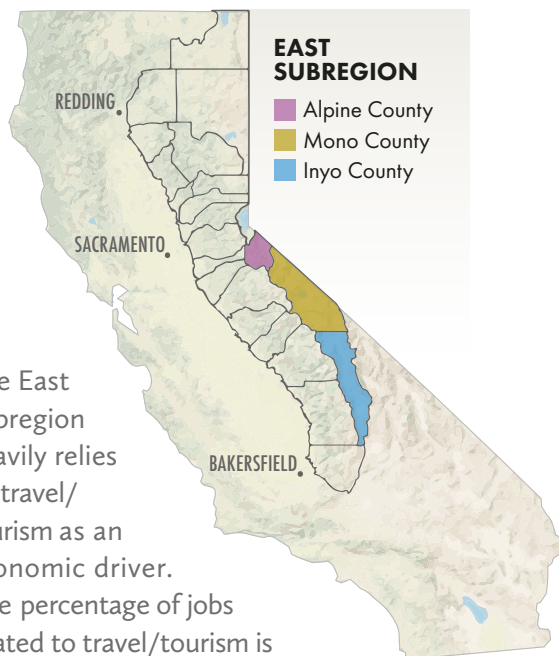 EAST
SUBREGION
Alpine County
Mono County
Inyo County
REDDING
SACRAMENTO
BAKERSFIELD
e East
bregion
avily relies
travel/
urism as an
onomic driver.
e percentage of jobs
ated to travel/tourism is